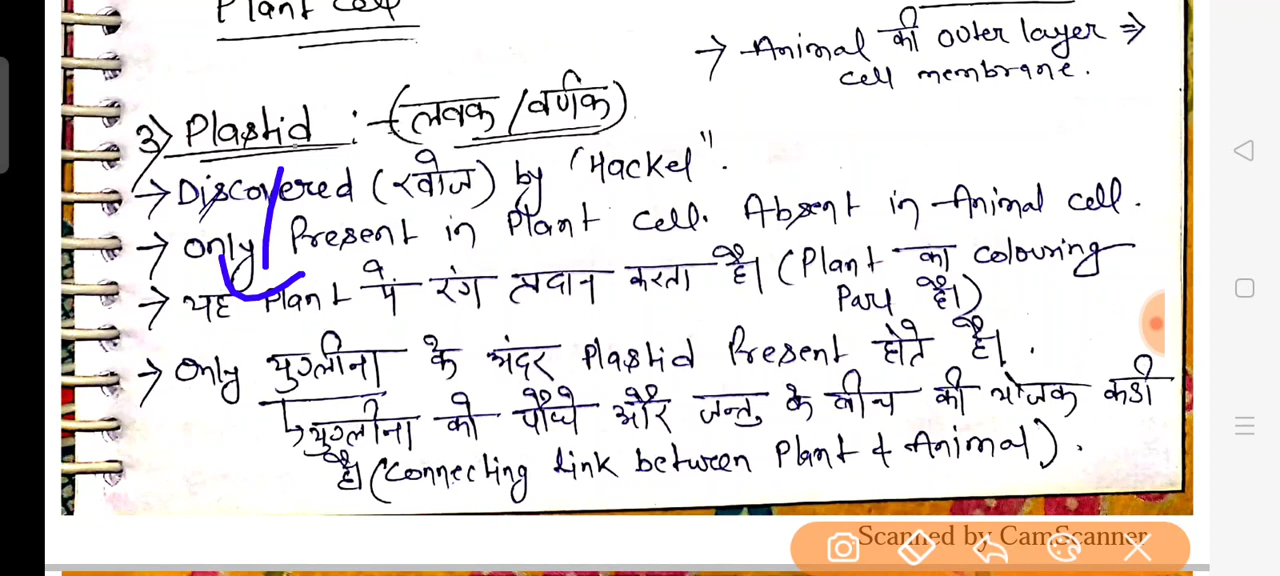 Plant Cell
→ Animal की outer layer ⇒
cell membrane.
3) Plastid :- (लवक / वर्णक)
→ Discovered (खोज) by "Hackel".
→ Only Present in Plant cell. Absent in Animal cell.
→ यह Plant में रंग प्रदान करता है। (Plant का colouring
Part है।)
→ Only युग्लीना के अंदर Plastid Present होते है।.
↳ युग्लीना को पौधे और जन्तु के बीच की योजक कडी
है। (Connecting Link between Plant & Animal).
Scanned by CamScanner